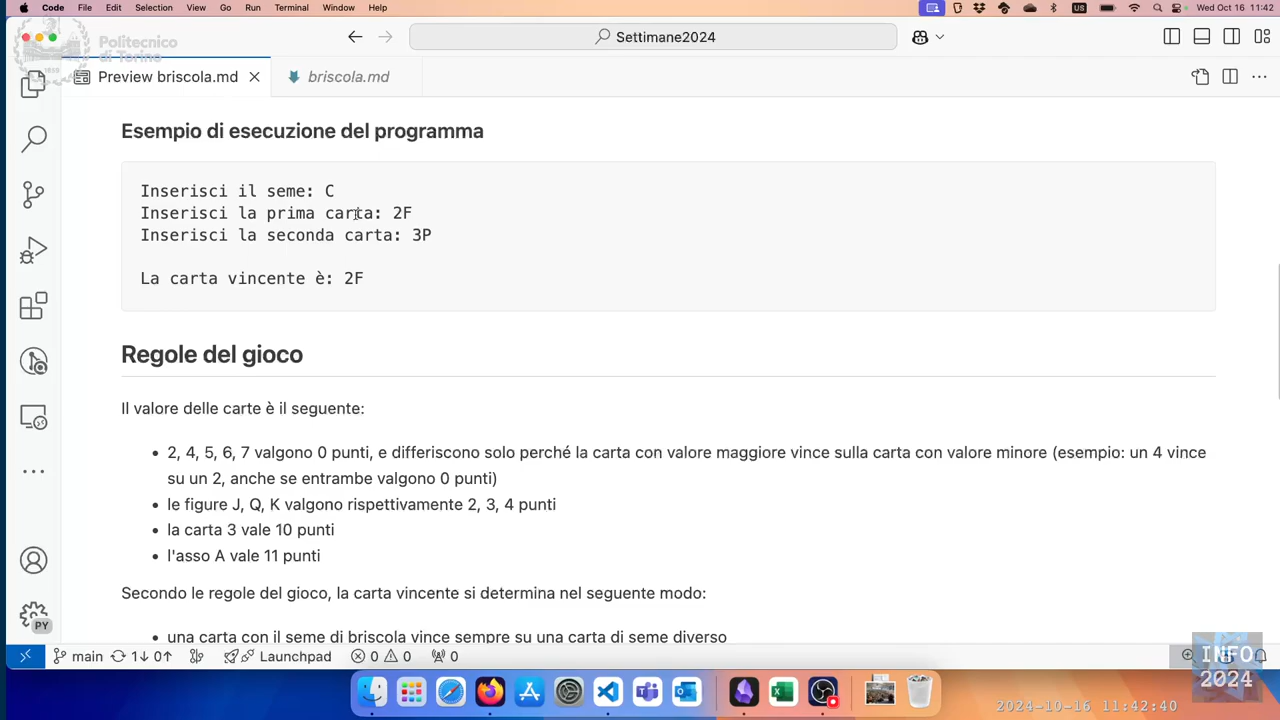 Code File Edit Selection View Go Run Terminal Window Help
US
Wed Oct 16 11:42
Politecnico
di Torino
Settimane2024
Preview briscola.md
briscola.md
Esempio di esecuzione del programma
Inserisci il seme: C
Inserisci la prima carta: 2F
Inserisci la seconda carta: 3P
La carta vincente è: 2F
Regole del gioco
Il valore delle carte è il seguente:
• 2, 4, 5, 6, 7 valgono 0 punti, e differiscono solo perché la carta con valore maggiore vince sulla carta con valore minore (esempio: un 4 vince
su un 2, anche se entrambe valgono 0 punti)
• le figure J, Q, K valgono rispettivamente 2, 3, 4 punti
• la carta 3 vale 10 punti
• l'asso A vale 11 punti
Secondo le regole del gioco, la carta vincente si determina nel seguente modo:
• una carta con il seme di briscola vince sempre su una carta di seme diverso
PY
main 1↓ 0↑ Launchpad 0 0 0
INFO
2024
2024-10-16 11:42:40